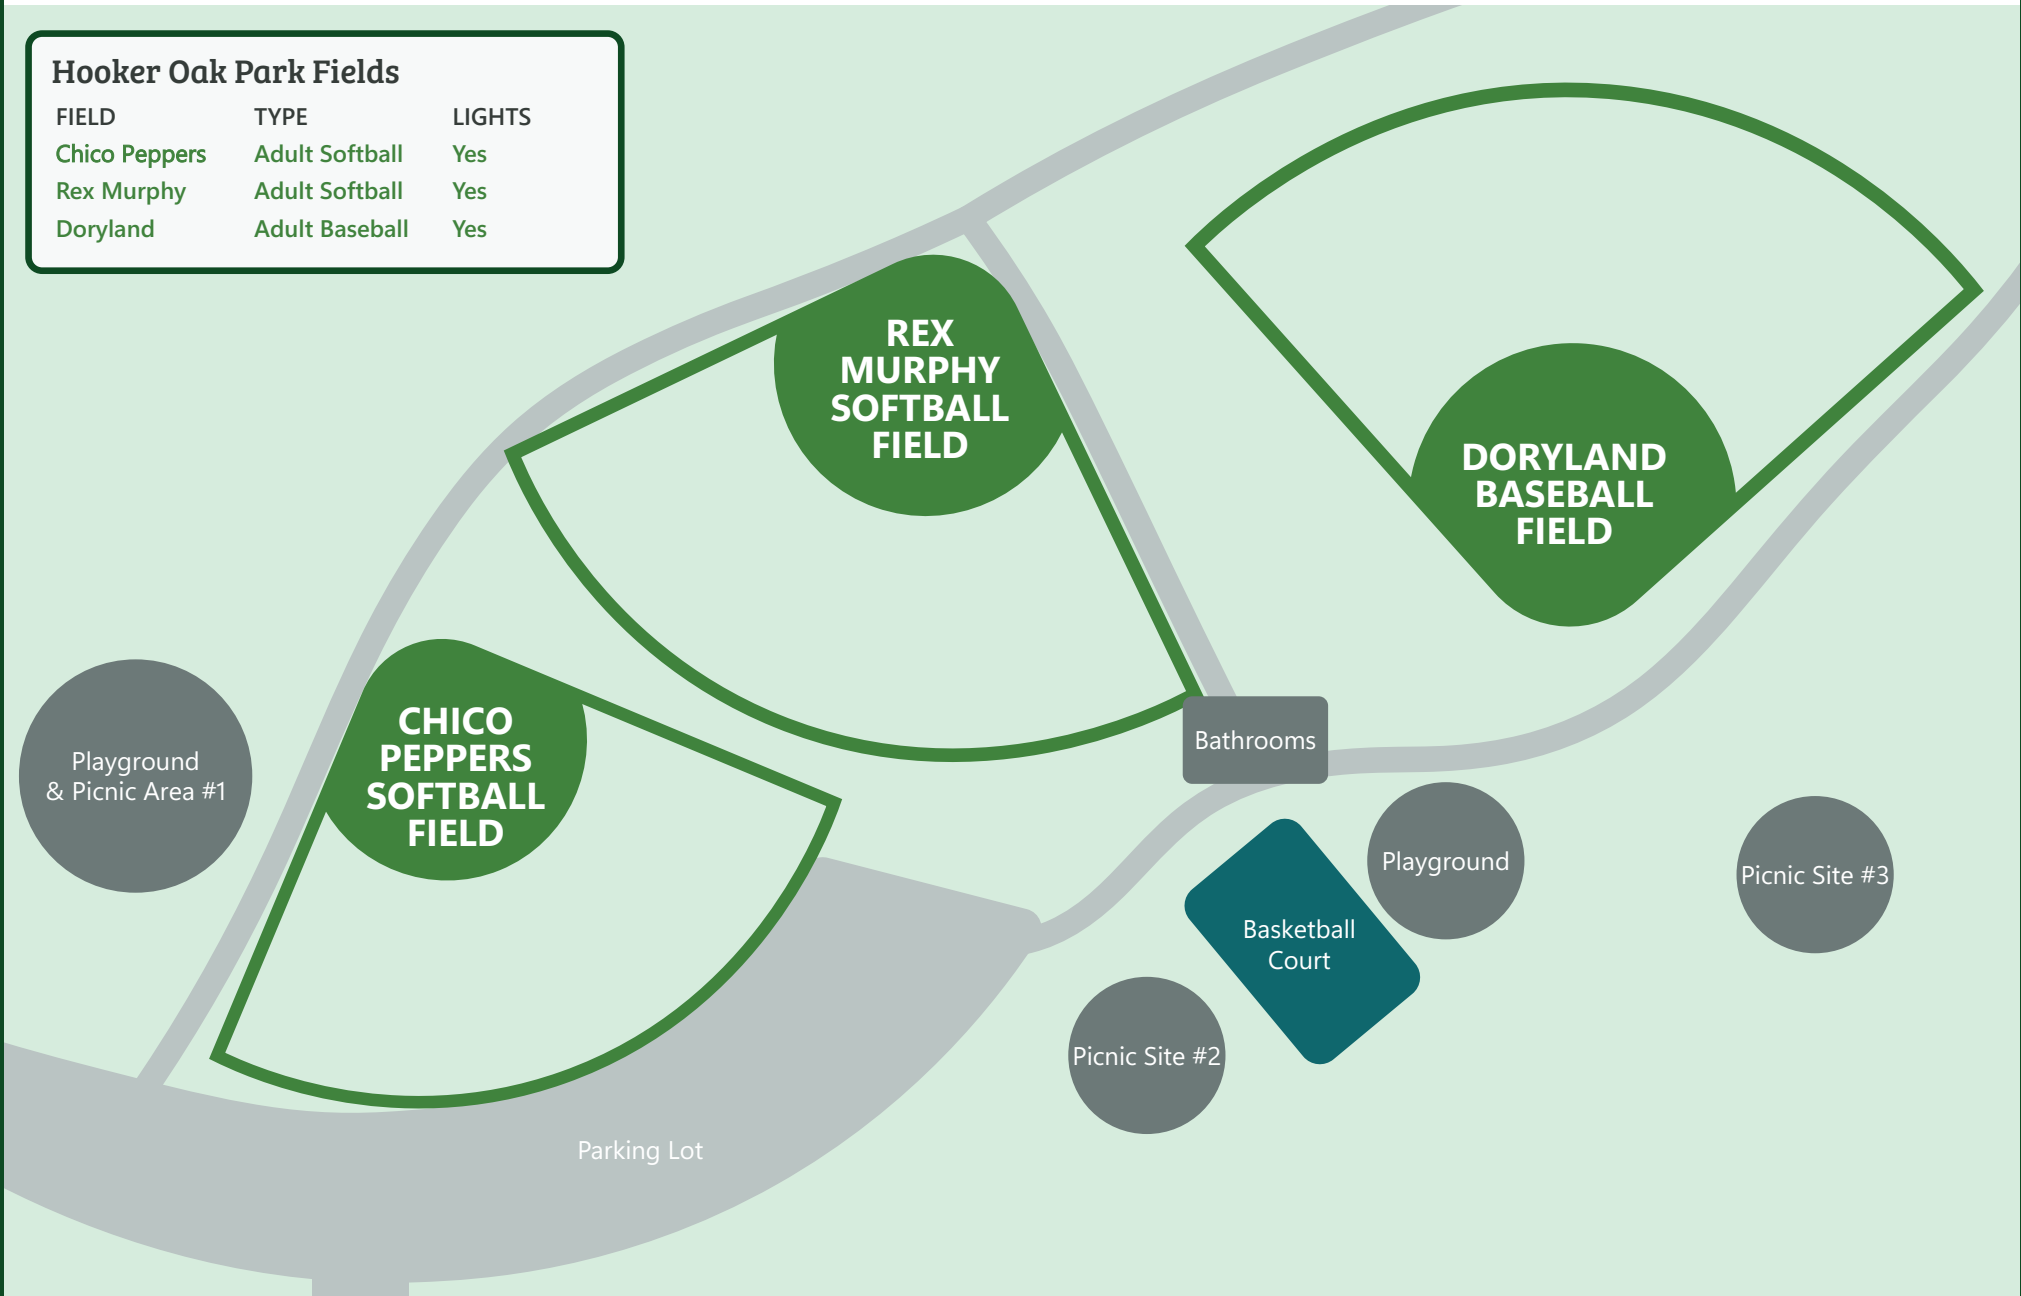 Hooker Oak Park Fields
FIELD TYPE LIGHTS
Chico Peppers Adult Softball Yes
Rex Murphy Adult Softball Yes
Doryland Adult Baseball Yes
REX
MURPHY
SOFTBALL
FIELD
DORYLAND
BASEBALL
FIELD
CHICO
PEPPERS
SOFTBALL
FIELD
Playground
& Picnic Area #1
Bathrooms
Playground
Picnic Site #3
Basketball
Court
Picnic Site #2
Parking Lot